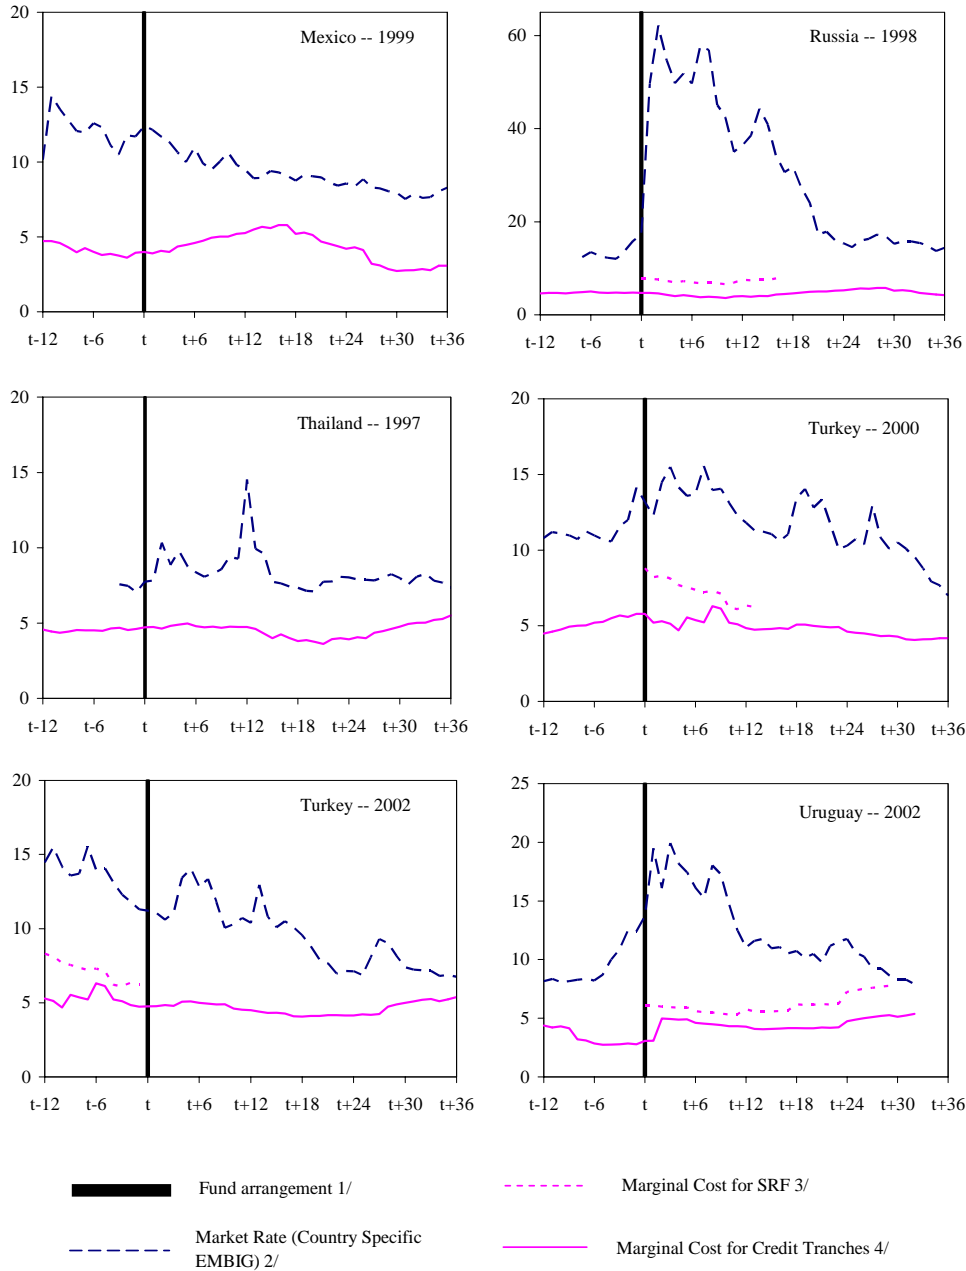 Mexico -- 1999
20
15
10
5
0
t-12 t-6 t t+6 t+12 t+18 t+24 t+30 t+36
Russia -- 1998
60
40
20
0
t-12 t-6 t t+6 t+12 t+18 t+24 t+30 t+36
Thailand -- 1997
20
15
10
5
0
t-12 t-6 t t+6 t+12 t+18 t+24 t+30 t+36
Turkey -- 2000
20
15
10
5
0
t-12 t-6 t t+6 t+12 t+18 t+24 t+30 t+36
Turkey -- 2002
20
15
10
5
0
t-12 t-6 t t+6 t+12 t+18 t+24 t+30 t+36
Uruguay -- 2002
25
20
15
10
5
0
t-12 t-6 t t+6 t+12 t+18 t+24 t+30 t+36
Fund arrangement 1/
Marginal Cost for SRF 3/
Market Rate (Country Specific
EMBIG) 2/
Marginal Cost for Credit Tranches 4/